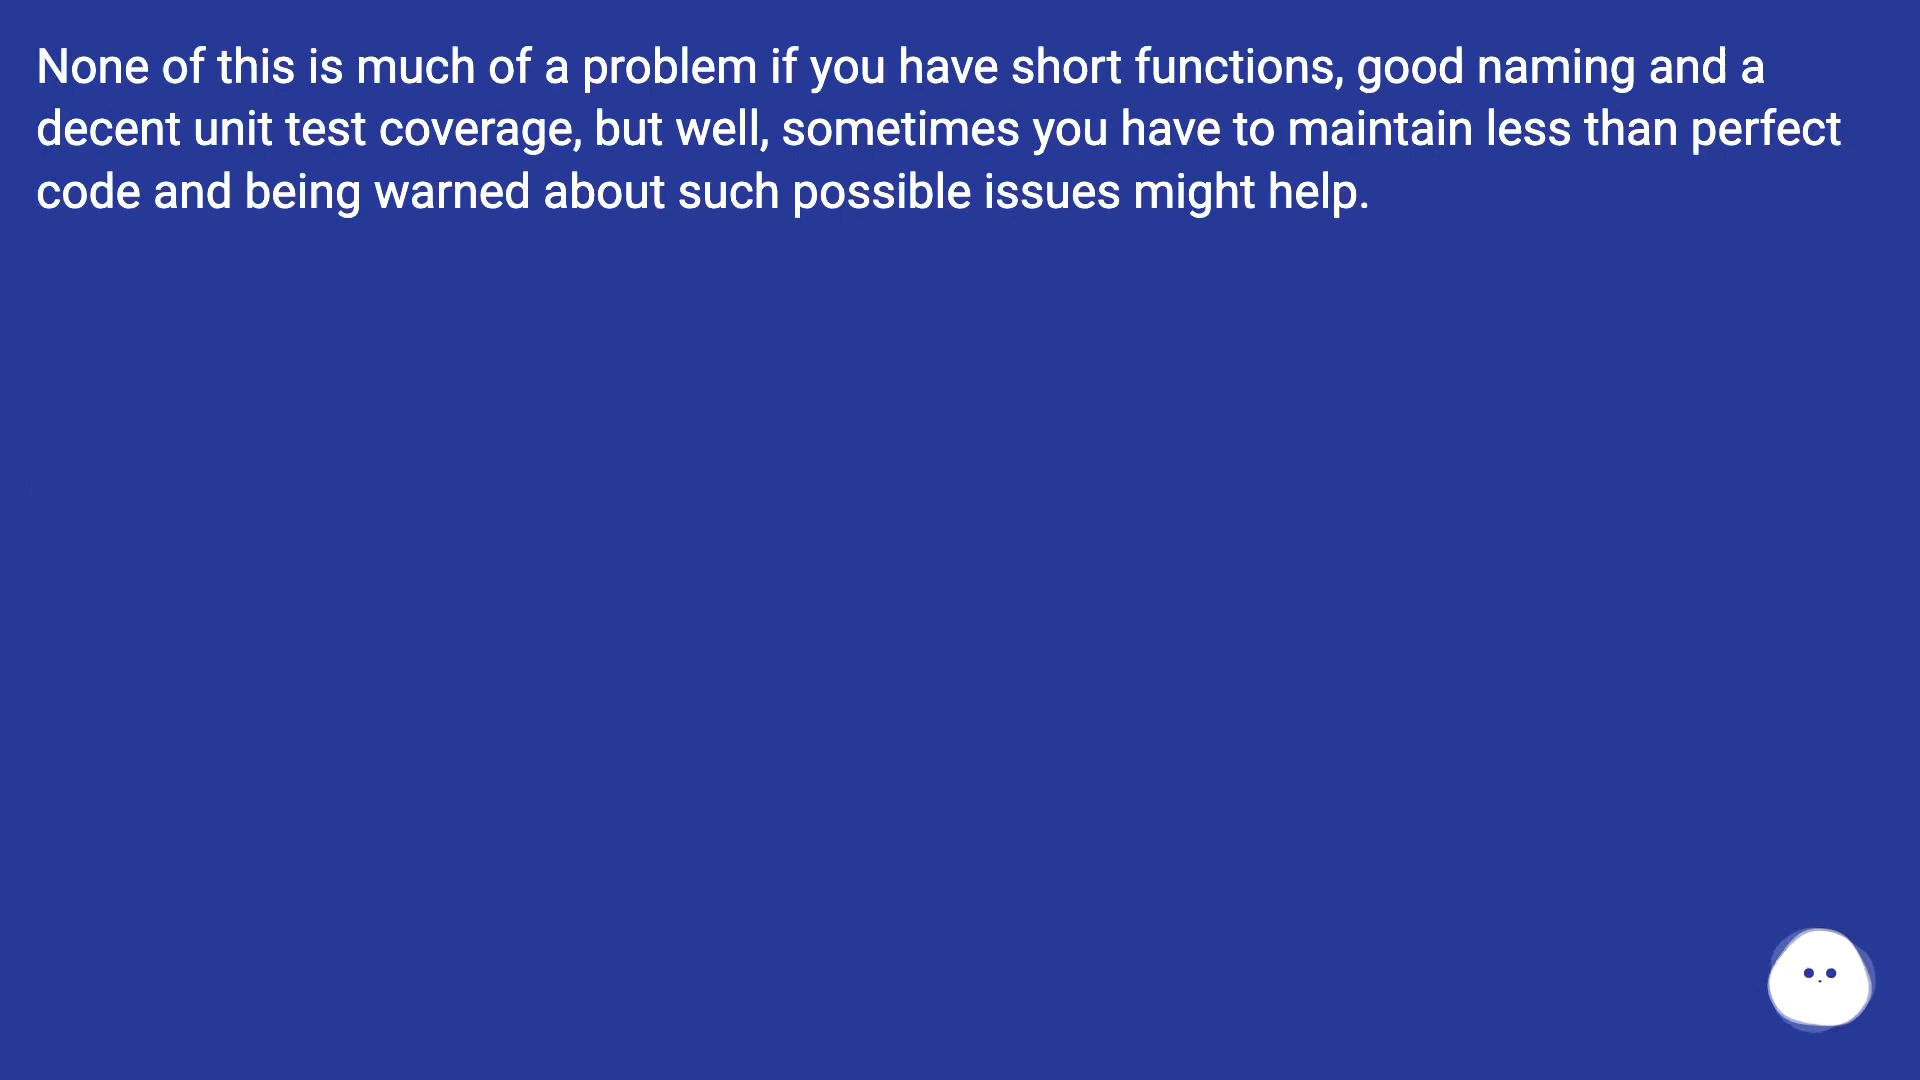 None of this is much of a problem if you have short functions, good naming and a
decent unit test coverage, but well, sometimes you have to maintain less than perfect
code and being warned about such possible issues might help.